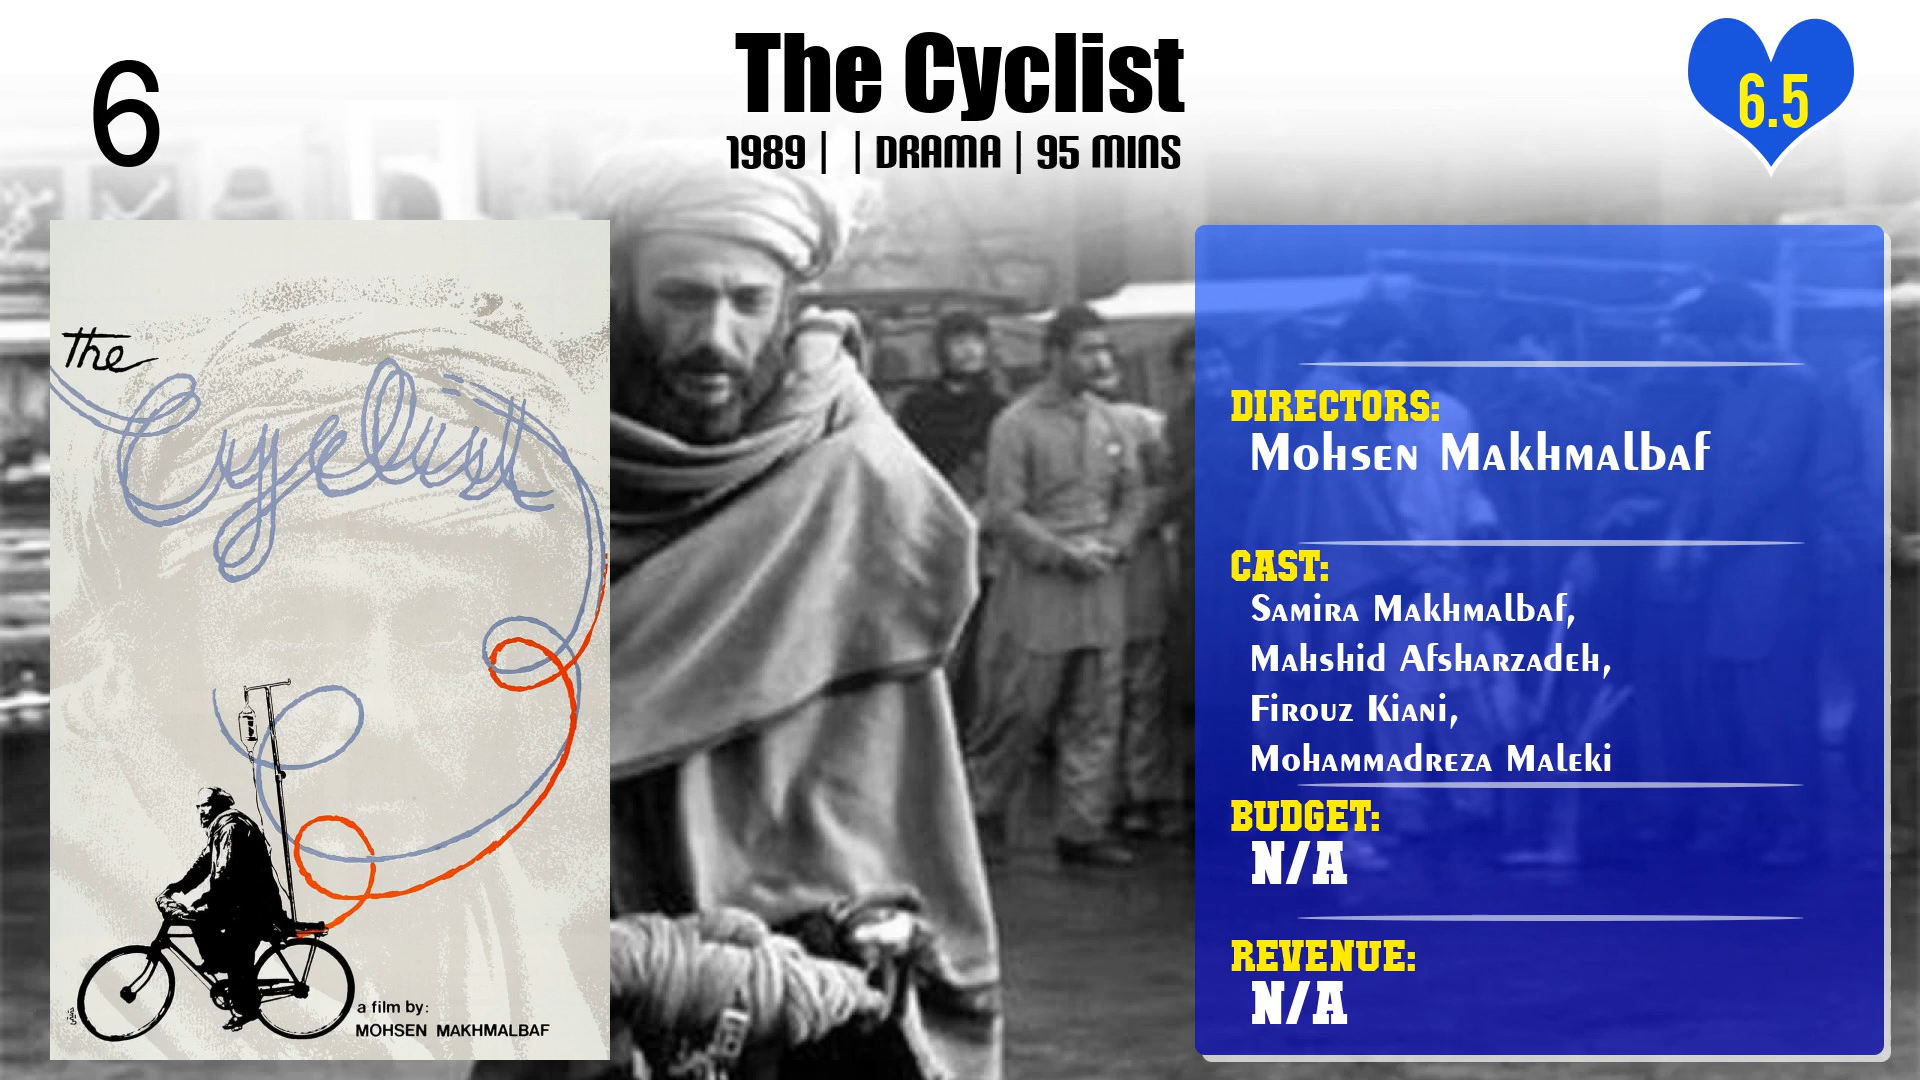 6
The Cyclist
1989 | | DRAMA | 95 MINS
6.5
the
Cyclist
a film by:
MOHSEN MAKHMALBAF
DIRECTORS:
Mohsen Makhmalbaf
CAST:
Samira Makhmalbaf,
Mahshid Afsharzadeh,
Firouz Kiani,
Mohammadreza Maleki
BUDGET:
N/A
REVENUE:
N/A